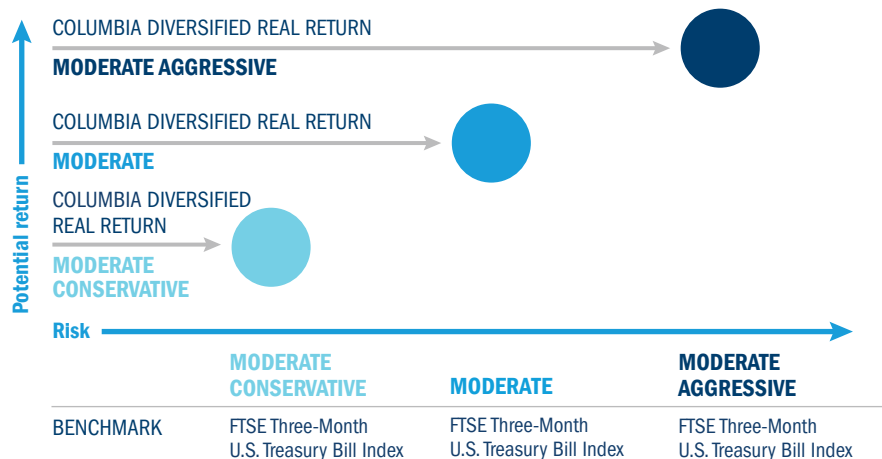 COLUMBIA DIVERSIFIED REAL RETURN
MODERATE AGGRESSIVE
COLUMBIA DIVERSIFIED REAL RETURN
MODERATE
COLUMBIA DIVERSIFIED
REAL RETURN
MODERATE
CONSERVATIVE
Potential return
Risk
MODERATE
CONSERVATIVE
MODERATE
MODERATE
AGGRESSIVE
BENCHMARK
FTSE Three-Month
U.S. Treasury Bill Index
FTSE Three-Month
U.S. Treasury Bill Index
FTSE Three-Month
U.S. Treasury Bill Index